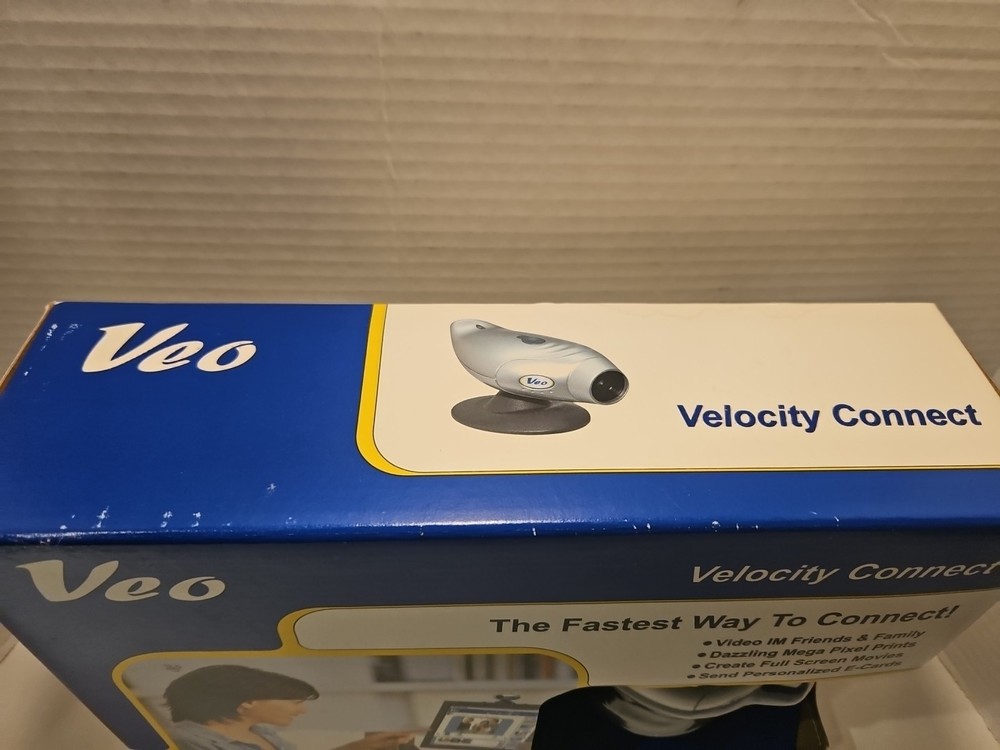 Veo
Veo
Velocity Connect
Veo
Velocity Connect
The Fastest Way To Connect!
• Video IM Friends & Family
• Dazzling Mega Pixel Prints
• Create Full Screen Movies
• Send Personalized E-Cards